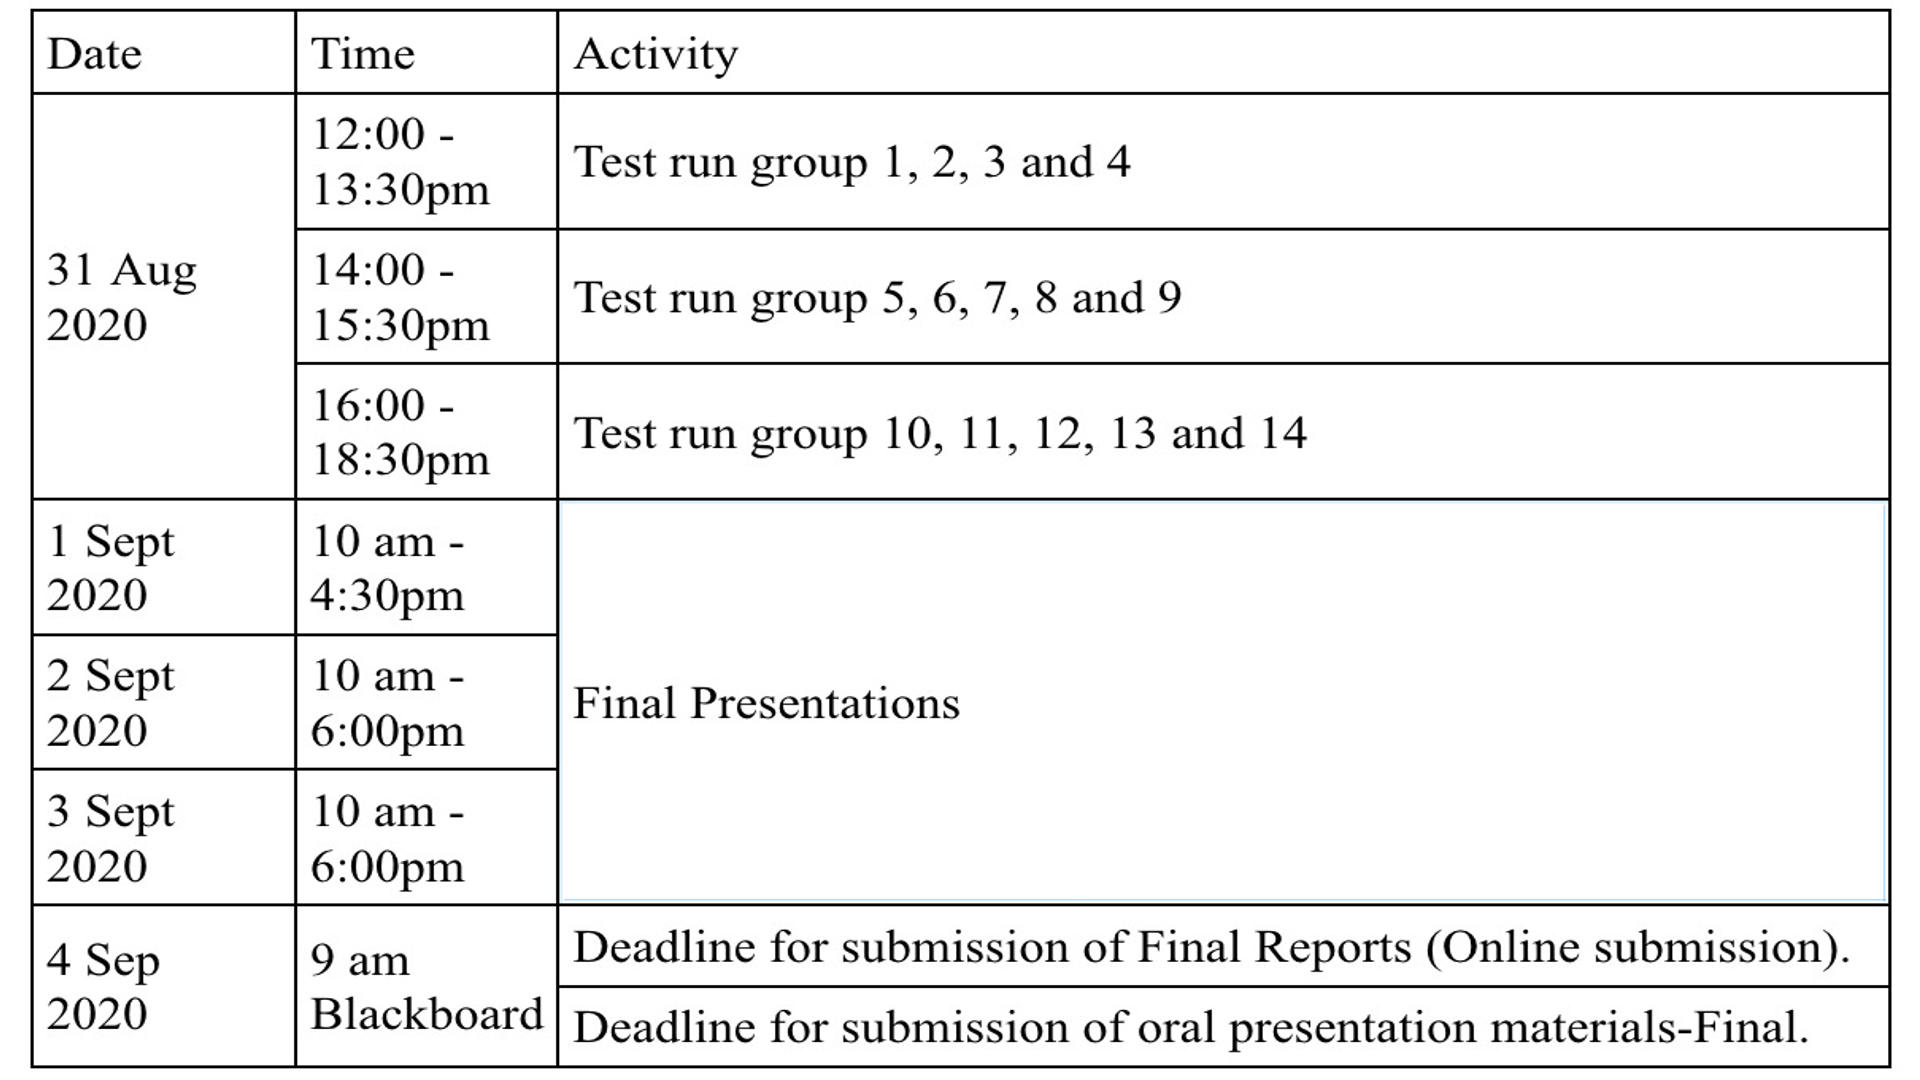 Date Time Activity
31 Aug
2020
12:00 -
13:30pm
Test run group 1, 2, 3 and 4
14:00 -
15:30pm
Test run group 5, 6, 7, 8 and 9
16:00 -
18:30pm
Test run group 10, 11, 12, 13 and 14
1 Sept
2020
10 am -
4:30pm
Final Presentations
2 Sept
2020
10 am -
6:00pm
3 Sept
2020
10 am -
6:00pm
4 Sep
2020
9 am
Blackboard
Deadline for submission of Final Reports (Online submission).
Deadline for submission of oral presentation materials-Final.